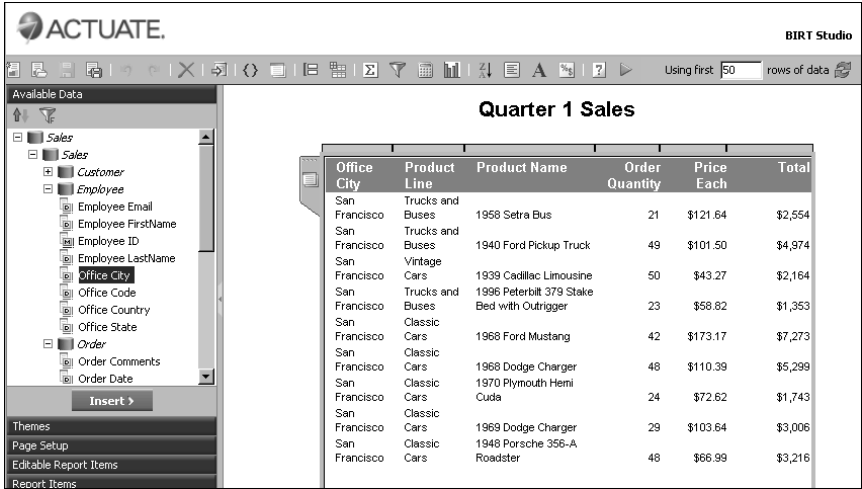 ACTUATE.
BIRT Studio
Using first 50 rows of data
Available Data
Sales
Sales
Customer
Employee
Employee Email
Employee FirstName
Employee ID
Employee LastName
Office City
Office Code
Office Country
Office State
Order
Order Comments
Order Date
Insert >
Themes
Page Setup
Editable Report Items
Report Items
Quarter 1 Sales
Office Product Product Name Order Price Total
City Line Quantity Each
San Trucks and
Francisco Buses 1958 Setra Bus 21 $121.64 $2,554
San Trucks and
Francisco Buses 1940 Ford Pickup Truck 49 $101.50 $4,974
San Vintage
Francisco Cars 1939 Cadillac Limousine 50 $43.27 $2,164
San Trucks and 1996 Peterbilt 379 Stake
Francisco Buses Bed with Outrigger 23 $58.82 $1,353
San Classic
Francisco Cars 1968 Ford Mustang 42 $173.17 $7,273
San Classic
Francisco Cars 1968 Dodge Charger 48 $110.39 $5,299
San Classic 1970 Plymouth Hemi
Francisco Cars Cuda 24 $72.62 $1,743
San Classic
Francisco Cars 1969 Dodge Charger 29 $103.64 $3,006
San Classic 1948 Porsche 356-A
Francisco Cars Roadster 48 $66.99 $3,216